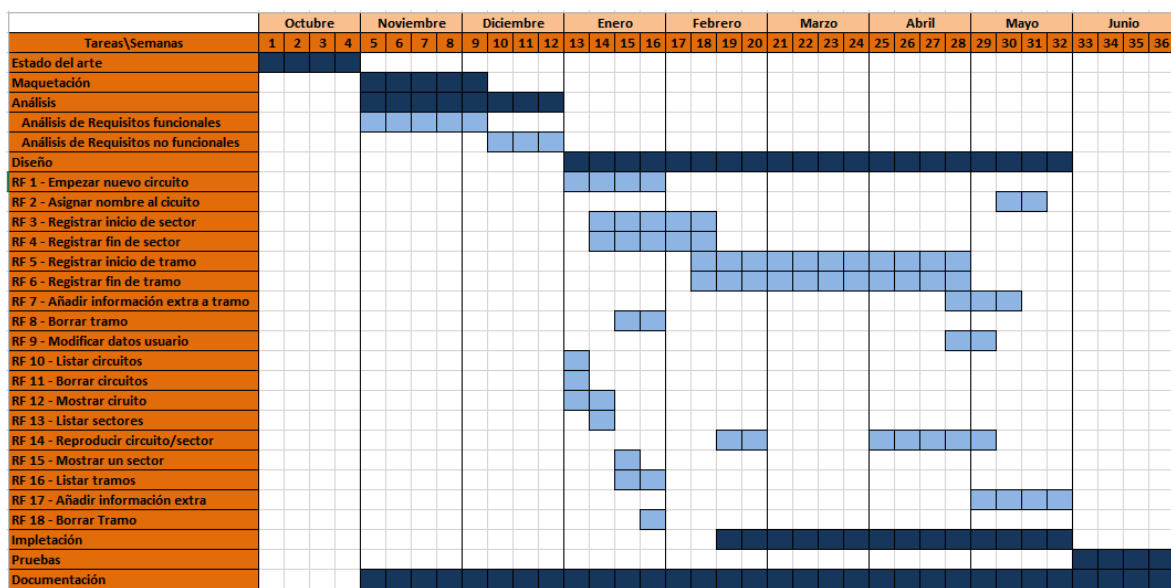 Octubre Noviembre Diciembre Enero Febrero Marzo Abril Mayo Junio
Tareas\Semanas 1 2 3 4 5 6 7 8 9 10 11 12 13 14 15 16 17 18 19 20 21 22 23 24 25 26 27 28 29 30 31 32 33 34 35 36
Estado del arte
Maquetación
Análisis
Análisis de Requisitos funcionales
Análisis de Requisitos no funcionales
Diseño
RF 1 - Empezar nuevo circuito
RF 2 - Asignar nombre al cicuito
RF 3 - Registrar inicio de sector
RF 4 - Registrar fin de sector
RF 5 - Registrar inicio de tramo
RF 6 - Registrar fin de tramo
RF 7 - Añadir información extra a tramo
RF 8 - Borrar tramo
RF 9 - Modificar datos usuario
RF 10 - Listar circuitos
RF 11 - Borrar circuitos
RF 12 - Mostrar ciruito
RF 13 - Listar sectores
RF 14 - Reproducir circuito/sector
RF 15 - Mostrar un sector
RF 16 - Listar tramos
RF 17 - Añadir información extra
RF 18 - Borrar Tramo
Impletación
Pruebas
Documentación